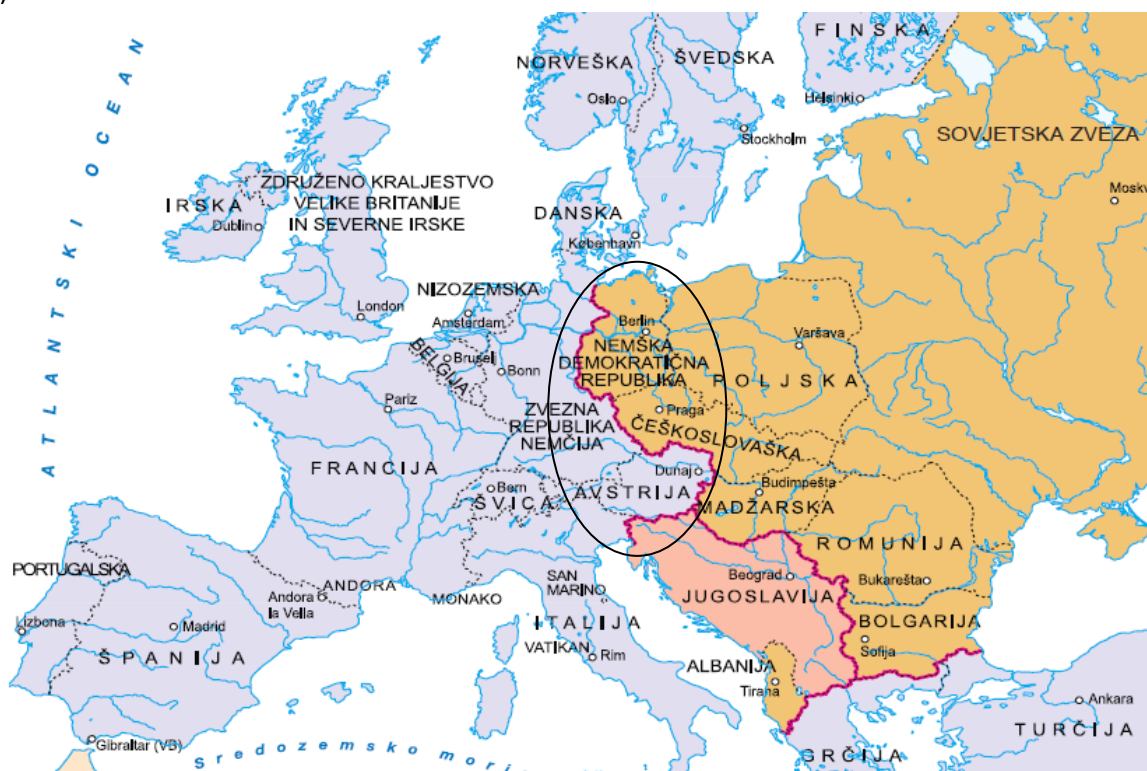 )
FINSKA
NORVEŠKA
ŠVEDSKA
Oslo
Helsinki
Stockholm
SOVJETSKA ZVEZA
Moskv
ATLANTSKI OCEAN
ZDRUŽENO KRALJESTVO
VELIKE BRITANIJE
IN SEVERNE IRSKE
IRSKA
Dublin
DANSKA
København
London
NIZOZEMSKA
Amsterdam
BELGIJA
Brusel
Bonn
Berlin
NEMŠKA
DEMOKRATIČNA
REPUBLIKA
Varšava
POLJSKA
Pariz
Praga
ZVEZNA
REPUBLIKA
NEMČIJA
ČEŠKOSLOVAŠKA
FRANCIJA
Dunaj
Bern
ŠVICA
AVSTRIJA
Budimpešta
MADŽARSKA
ROMUNIJA
PORTUGALSKA
ANDORA
Andora
la Vella
MONAKO
SAN
MARINO
Beograd
JUGOSLAVIJA
Bukarešta
Lizbona
Madrid
ŠPANIJA
ITALIJA
VATIKAN
Rim
BOLGARIJA
Sofija
ALBANIJA
Tirana
Ankara
TURČIJA
Gibraltar (VB)
Sredozemsko morj
GRČIJA